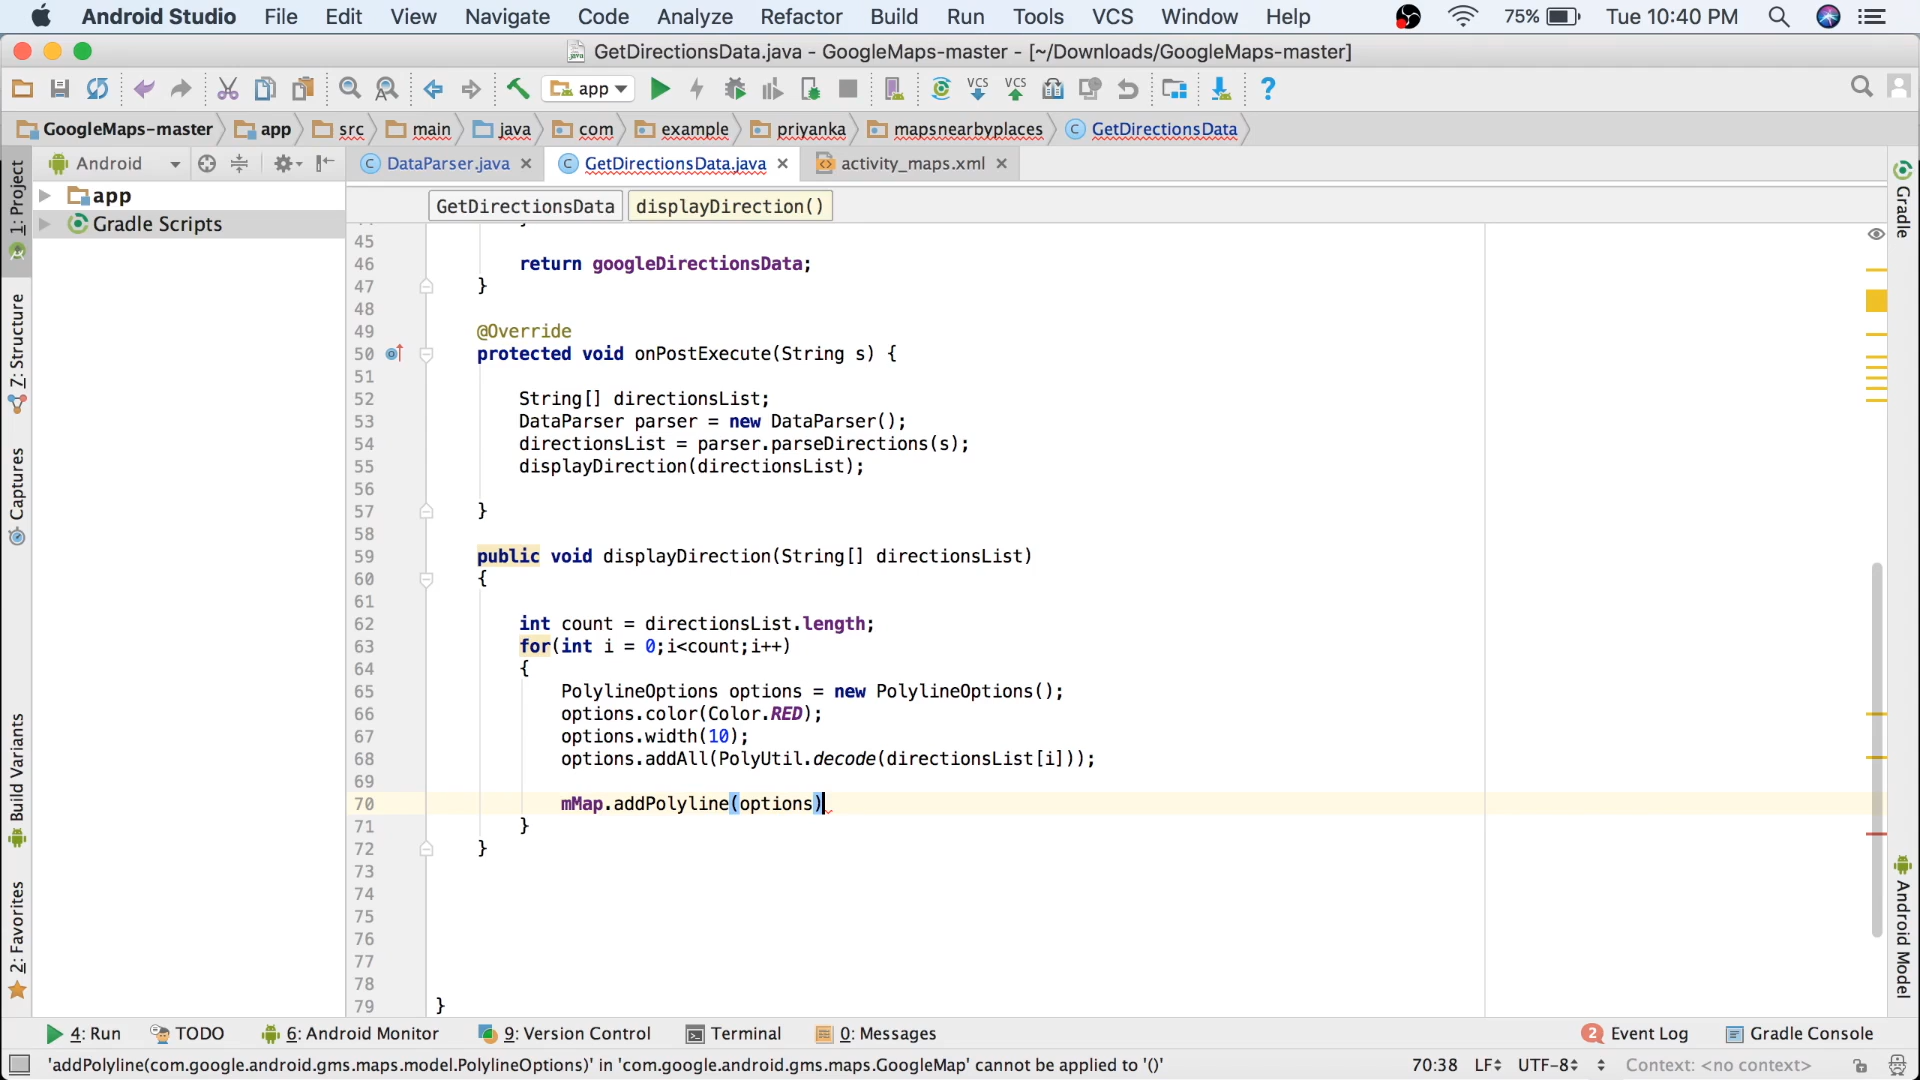 Android Studio File Edit View Navigate Code Analyze Refactor Build Run Tools VCS Window Help 75% Tue 10:40 PM
GetDirectionsData.java - GoogleMaps-master - [~/Downloads/GoogleMaps-master]
app VCS VCS ?
GoogleMaps-master app src main java com example priyanka mapsnearbyplaces C GetDirectionsData
Android C DataParser.java C GetDirectionsData.java activity_maps.xml
1: Project
7: Structure
Captures
Build Variants
2: Favorites
app
Gradle Scripts
GetDirectionsData displayDirection()
45
46 return googleDirectionsData;
47 }
48
49 @Override
50 protected void onPostExecute(String s) {
51
52 String[] directionsList;
53 DataParser parser = new DataParser();
54 directionsList = parser.parseDirections(s);
55 displayDirection(directionsList);
56
57 }
58
59 public void displayDirection(String[] directionsList)
60 {
61
62 int count = directionsList.length;
63 for(int i = 0;i<count;i++)
64 {
65 PolylineOptions options = new PolylineOptions();
66 options.color(Color.RED);
67 options.width(10);
68 options.addAll(PolyUtil.decode(directionsList[i]));
69
70 mMap.addPolyline(options)
71 }
72 }
73
74
75
76
77
78
79 }
Gradle
Android Model
4: Run TODO 6: Android Monitor 9: Version Control Terminal 0: Messages 2 Event Log Gradle Console
'addPolyline(com.google.android.gms.maps.model.PolylineOptions)' in 'com.google.android.gms.maps.GoogleMap' cannot be applied to '()' 70:38 LF UTF-8 Context: <no context>